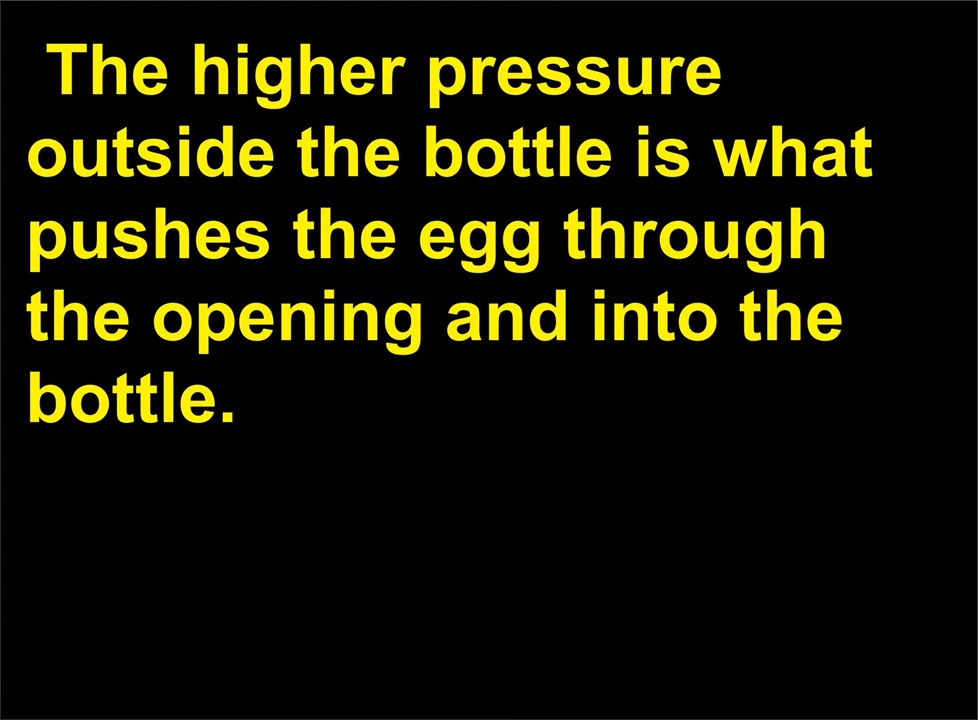 The higher pressure
outside the bottle is what
pushes the egg through
the opening and into the
bottle.